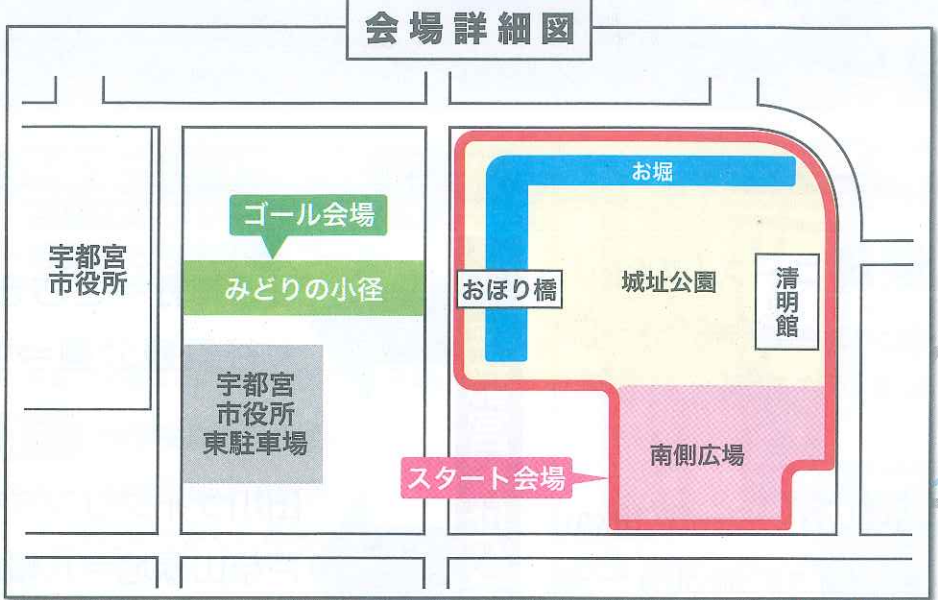 会場詳細図
お堀
ゴール会場
宇都宮
市役所
みどりの小径
おほり橋
城址公園
清明館
宇都宮
市役所
東駐車場
南側広場
スタート会場